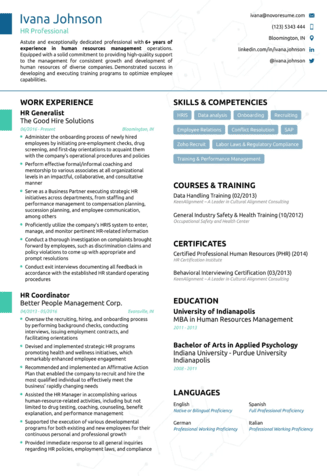 Ivana Johnson
HR Professional
Astute and exceptionally dedicated professional with 6+ years of
experience in human resources management operations.
Equipped with a solid commitment to providing high-quality support
to the management for consistent growth and development of
human resources of diverse companies. Demonstrated success in
developing and executing training programs to optimize employee
capabilities.
ivana@novoresume.com
(123) 5343 444
Bloomington, IN
linkedin.com/in/ivana.johnson
@ivana.johnson
WORK EXPERIENCE
HR Generalist
The Good Hire Solutions
04/2016 - Present
Bloomington, IN
Administer the onboarding process of newly hired
employees by initiating pre-employment checks, drug
screening, and first-day orientations to acquaint them
with the company's operational policies and procedures
Perform effective formal/informal coaching and
mentorship to various associates at all organizational
levels in an impactful, collaborative, and consultative
manner
Serve as a Business Partner executing strategic HR
initiatives across departments, from staffing and
performance management to compensation planning,
succession planning, and employee communication,
among others
Proficiently utilize the company's HRIS system to enter,
manage, and monitor pertinent HR-related information
Conduct a thorough investigation on complaints brought
forward by employees, such as discrimination claims and
policy violations to come up with appropriate and
prompt resolutions
Conduct exit interviews documenting all feedback in
accordance with the established HR standard operating
procedures
HR Coordinator
Better People Management Corp.
04/2013 - 03/2016
Evansville, IN
Oversaw the recruiting, hiring, and onboarding process
by performing background checks, conducting
interviews, issuing employment contracts, and
facilitating orientations
Devised and implemented strategic HR programs
promoting health and wellness initiatives, which
remarkably enhanced employee engagement
Recommended and implemented an Affirmative Action
Plan that enabled the company to recruit and hire the
most qualified individual to effectively meet the
business' rapidly changing needs
Assisted the HR Manager in accomplishing various
human-resource-related activities, including but not
limited to drug testing, coaching, counseling, benefit
explanation, and performance management
Supported the execution of various developmental
programs for both existing and new employees for their
continuous personal and professional growth
Provided immediate response to all general inquiries
regarding HR policies, employment laws, and compliance
SKILLS & COMPETENCIES
HRIS
Data analysis
Onboarding
Recruiting
Employee Relations
Conflict Resolution
SAP
Zoho Recruit
Labor Laws & Regulatory Compliance
Training & Performance Management
COURSES & TRAINING
Data Handling Training (02/2013)
KeensAlignment – A Leader in Cultural Alignment Consulting
General Industry Safety & Health Training (10/2012)
Occupational Safety and Health Career
CERTIFICATES
Certified Professional Human Resources (PHR) (2014)
HR Certification Institute
Behavioral Interviewing Certification (03/2013)
KeensAlignment – A Leader in Cultural Alignment Consulting
EDUCATION
University of Indianapolis
MBA in Human Resources Management
2011 - 2013
Bachelor of Arts in Applied Psychology
Indiana University - Purdue University
Indianapolis
LANGUAGES
English
Native or Bilingual Proficiency
Spanish
Full Professional Proficiency
German
Professional Working Proficiency
Italian
Professional Working Proficiency